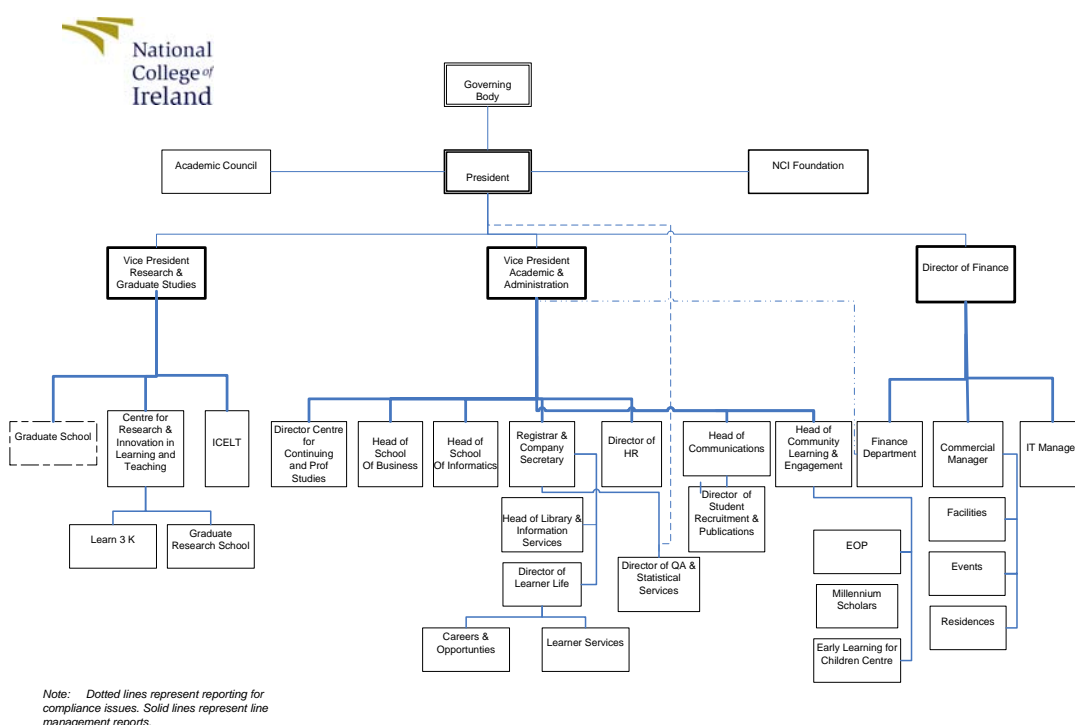 National
College of
Ireland
Governing
Body
Academic Council
President
NCI Foundation
Vice President
Research &
Graduate Studies
Vice President
Academic &
Administration
Director of Finance
Graduate School
Centre for
Research &
Innovation in
Learning and
Teaching
ICELT
Director Centre
for
Continuing
and Prof
Studies
Head of
School
Of Business
Head of
School
Of Informatics
Registrar &
Company
Secretary
Director of
HR
Head of
Communications
Head of
Community
Learning &
Engagement
Finance
Department
Commercial
Manager
IT Manage
Learn 3 K
Graduate
Research School
Head of Library &
Information
Services
Director of
Student
Recruitment &
Publications
Facilities
EOP
Director of
Learner Life
Director of QA &
Statistical
Services
Events
Millennium
Scholars
Residences
Careers &
Opportunities
Learner Services
Early Learning for
Children Centre
Note: Dotted lines represent reporting for
compliance issues. Solid lines represent line
management reports.